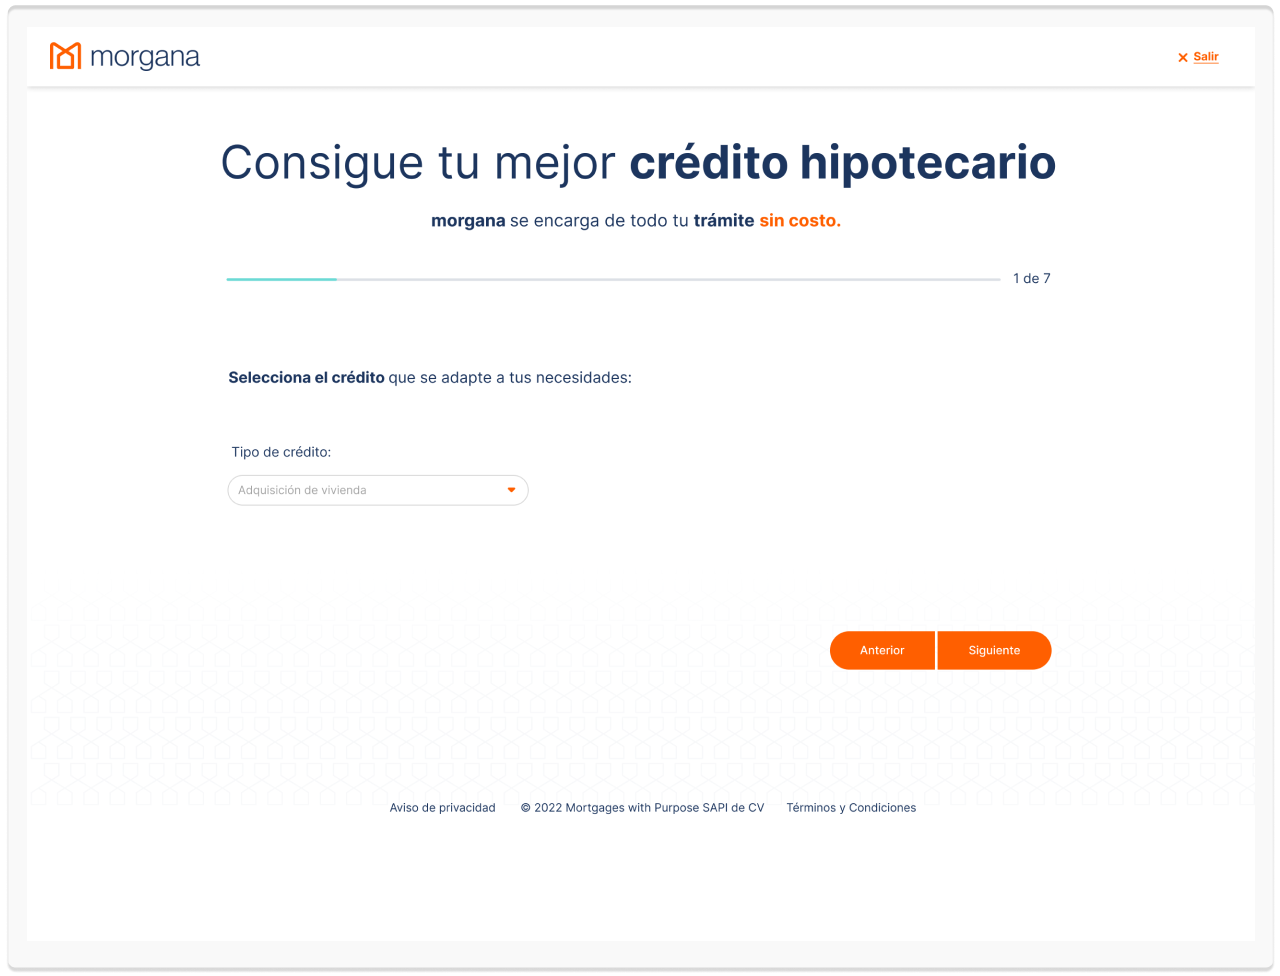 morgana
Salir
Consigue tu mejor crédito hipotecario
morgana se encarga de todo tu trámite sin costo.
1 de 7
Selecciona el crédito que se adapte a tus necesidades:
Tipo de crédito:
Adquisición de vivienda
Anterior Siguiente
Aviso de privacidad © 2022 Mortgages with Purpose SAPI de CV Términos y Condiciones